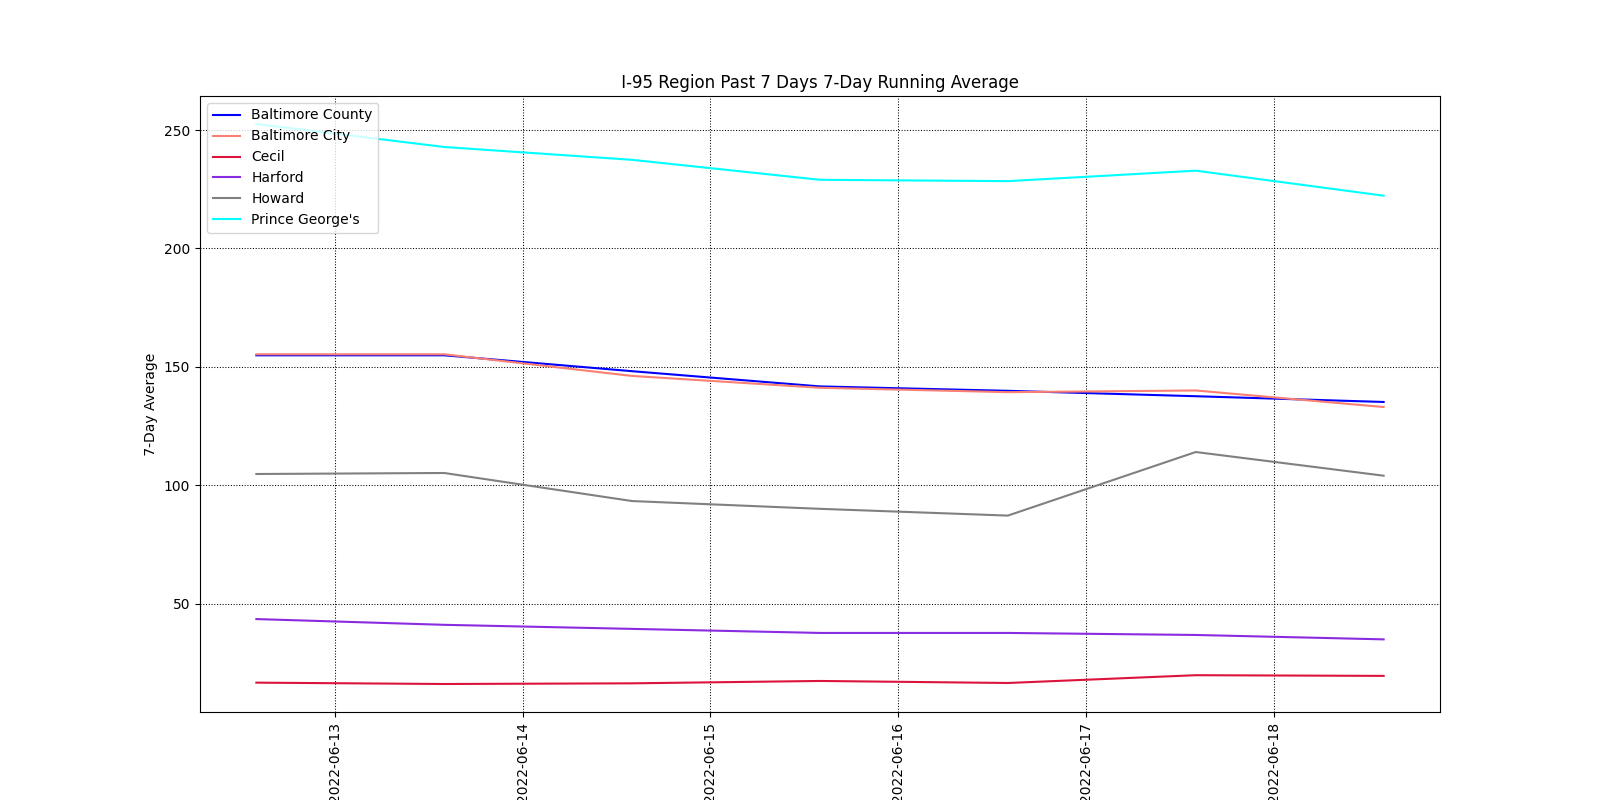 I-95 Region Past 7 Days 7-Day Running Average
Baltimore County
Baltimore City
Cecil
Harford
Howard
Prince George's
250
200
150
100
50
7-Day Average
2022-06-13
2022-06-14
2022-06-15
2022-06-16
2022-06-17
2022-06-18